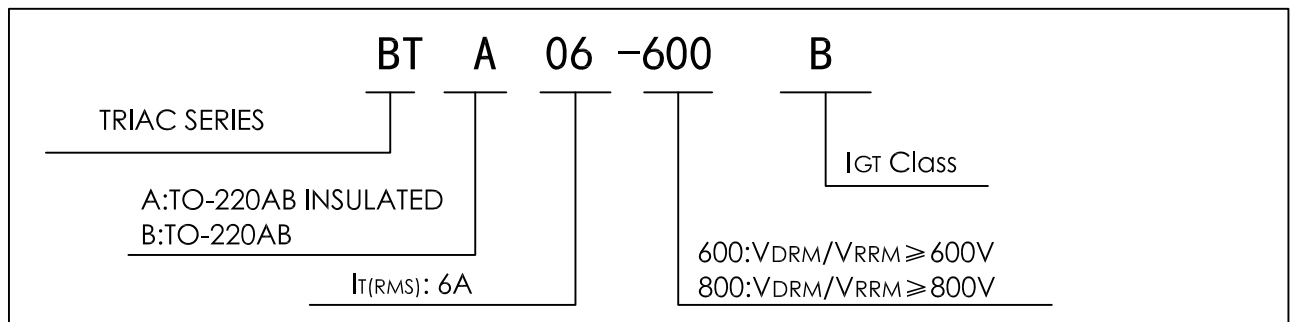 BT A 06 -600 B
TRIAC SERIES
IGT Class
A:TO-220AB INSULATED
B:TO-220AB
600:VDRM/VRRM≥600V
IT(RMS): 6A
800:VDRM/VRRM≥800V